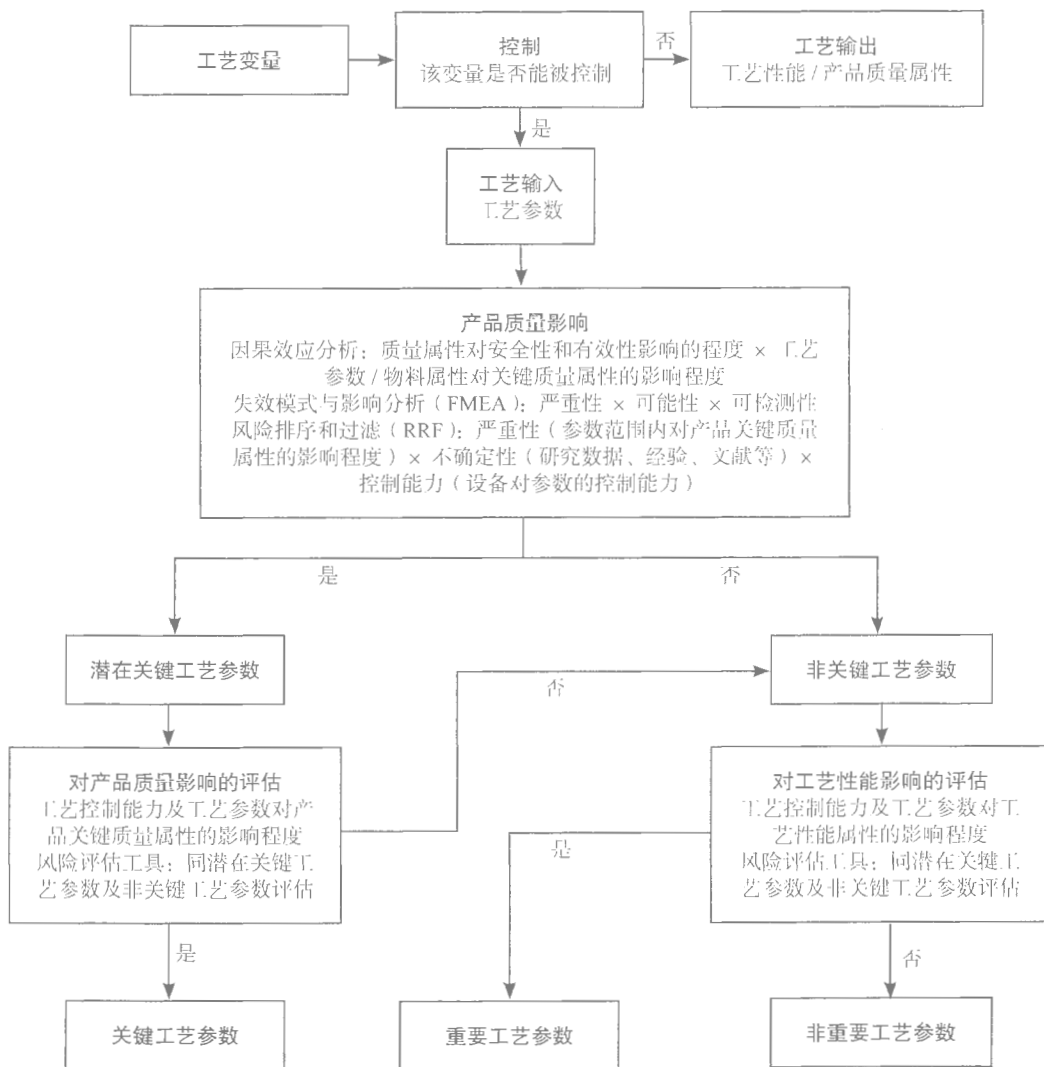 工艺变量
控制
该变量是否能被控制
否
工艺输出
工艺性能/产品质量属性
是
工艺输入
工艺参数
产品质量影响
因果效应分析：质量属性对安全性和有效性影响的程度 × 工艺
参数/物料属性对关键质量属性的影响程度
失效模式与影响分析（FMEA）：严重性 × 可能性 × 可检测性
风险排序和过滤（RRF）：严重性（参数范围内对产品关键质量
属性的影响程度）× 不确定性（研究数据、经验、文献等）×
控制能力（设备对参数的控制能力）
是
否
潜在关键工艺参数
否
非关键工艺参数
对产品质量影响的评估
工艺控制能力及工艺参数对产
品关键质量属性的影响程度
风险评估工具：同潜在关键工
艺参数及非关键工艺参数评估
是
对工艺性能影响的评估
工艺控制能力及工艺参数对工
艺性能属性的影响程度
风险评估工具：同潜在关键工
艺参数及非关键工艺参数评估
是
否
关键工艺参数
重要工艺参数
非重要工艺参数